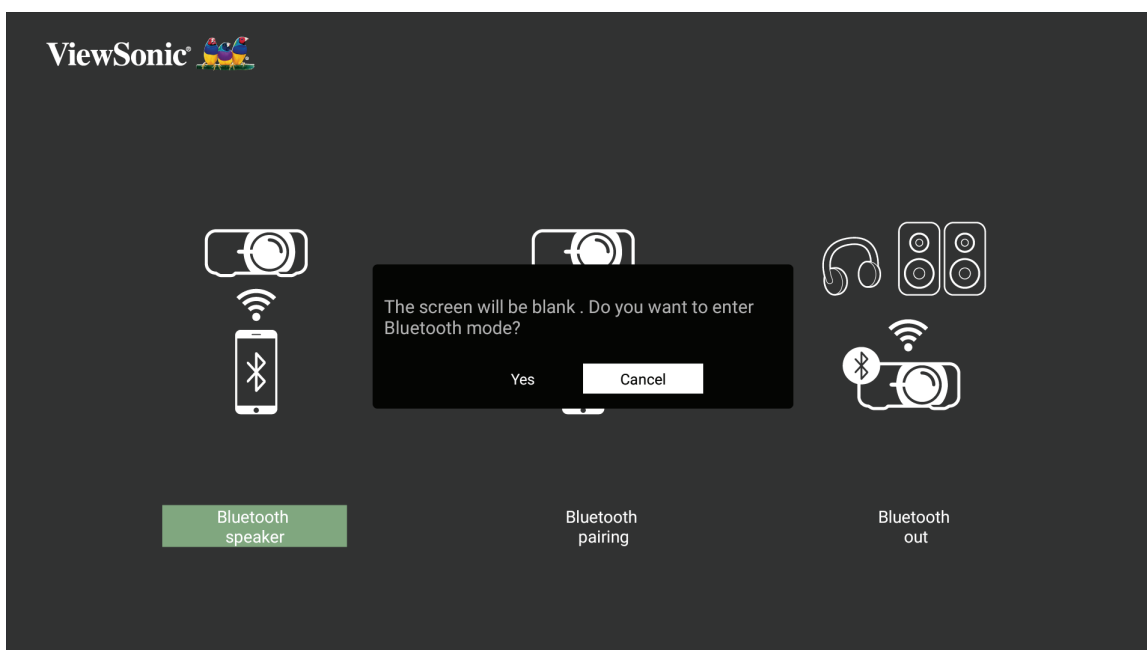 ViewSonic®
The screen will be blank . Do you want to enter
Bluetooth mode?
Yes
Cancel
Bluetooth
speaker
Bluetooth
pairing
Bluetooth
out